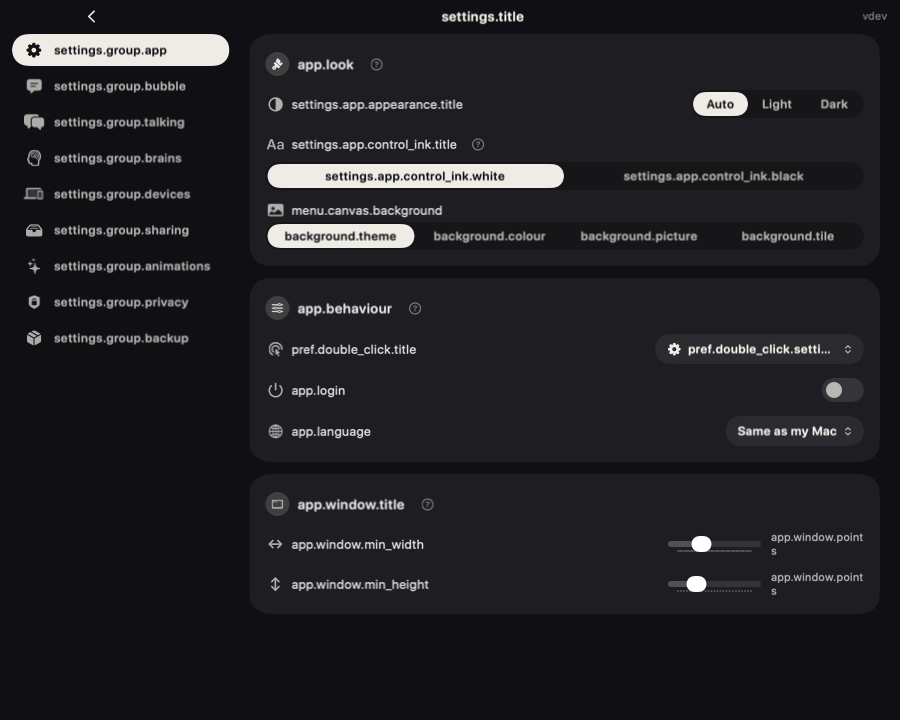 settings.title
vdev
settings.group.app
settings.group.bubble
settings.group.talking
settings.group.brains
settings.group.devices
settings.group.sharing
settings.group.animations
settings.group.privacy
settings.group.backup
app.look
?
settings.app.appearance.title
Auto
Light
Dark
Aa settings.app.control_ink.title
?
settings.app.control_ink.white
settings.app.control_ink.black
menu.canvas.background
background.theme
background.colour
background.picture
background.tile
app.behaviour
?
pref.double_click.title
pref.double_click.setti...
app.login
app.language
Same as my Mac
app.window.title
?
app.window.min_width
app.window.point
s
app.window.min_height
app.window.point
s